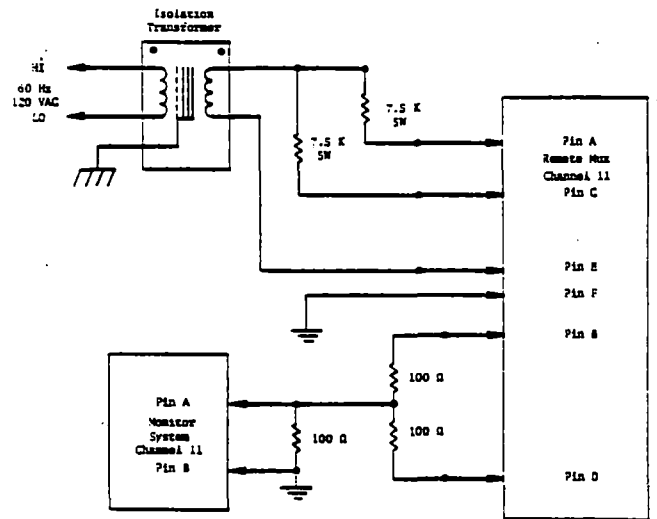 Isolation
Transformer
HI
60 Hz
120 VAC
LO
7.5 K
5W
7.5 K
5W
Pin A
Remote Mux
Channel 11
Pin C
Pin E
Pin F
Pin B
Pin D
100 Ω
100 Ω
100 Ω
Pin A
Monitor
System
Channel 11
Pin B